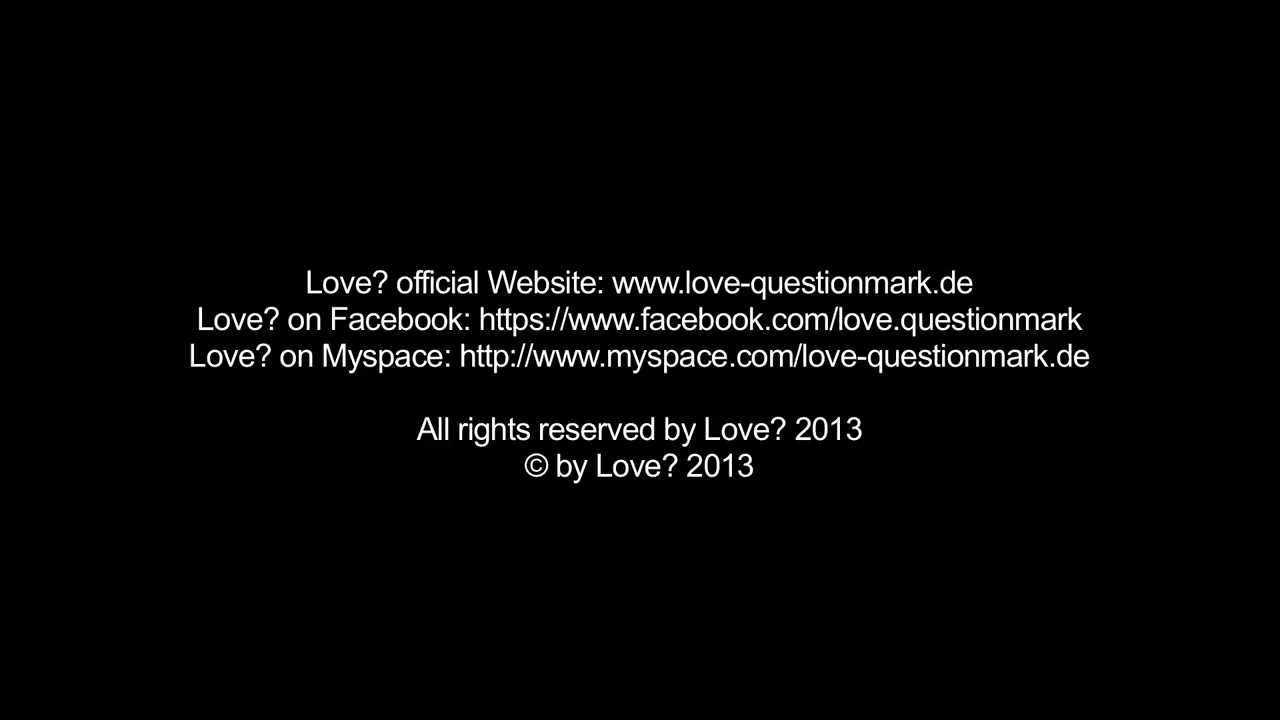 Love? official Website: www.love-questionmark.de
Love? on Facebook: https://www.facebook.com/love.questionmark
Love? on Myspace: http://www.myspace.com/love-questionmark.de
All rights reserved by Love? 2013
© by Love? 2013